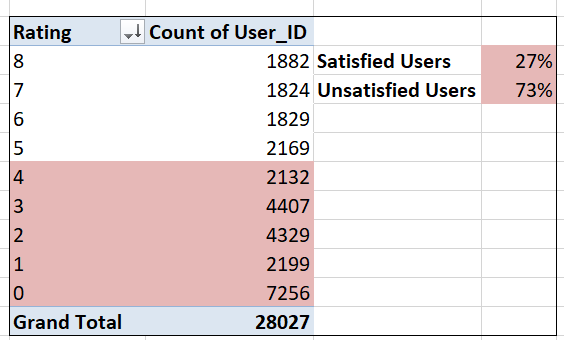 Rating Count of User_ID
8 1882 Satisfied Users 27%
7 1824 Unsatisfied Users 73%
6 1829
5 2169
4 2132
3 4407
2 4329
1 2199
0 7256
Grand Total 28027